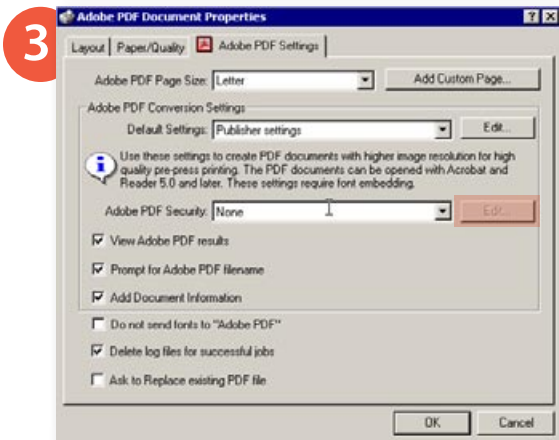 3
Adobe PDF Document Properties
Layout Paper/Quality Adobe PDF Settings
Adobe PDF Page Size: Letter Add Custom Page...
Adobe PDF Conversion Settings
Default Settings: Publisher settings Edit...
Use these settings to create PDF documents with higher image resolution for high
quality pre-press printing. The PDF documents can be opened with Acrobat and
Reader 5.0 and later. These settings require font embedding.
Adobe PDF Security: None Edit...
View Adobe PDF results
Prompt for Adobe PDF filename
Add Document Information
Do not send fonts to "Adobe PDF"
Delete log files for successful jobs
Ask to Replace existing PDF file
OK Cancel